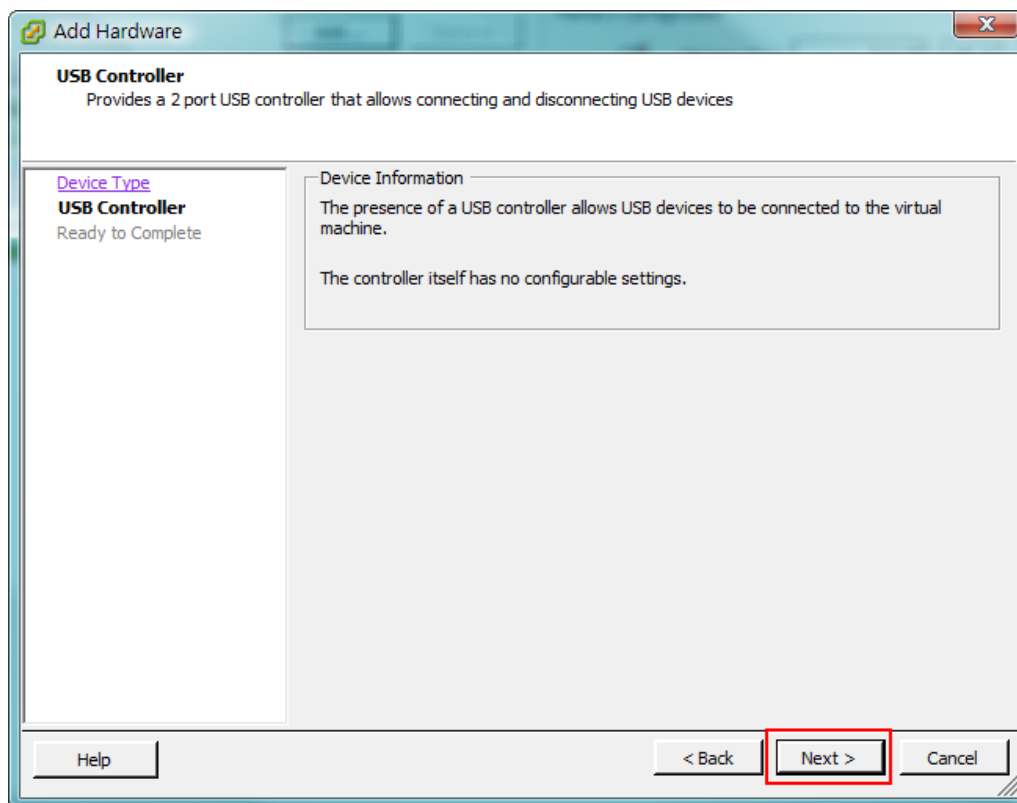 Add Hardware
USB Controller
Provides a 2 port USB controller that allows connecting and disconnecting USB devices
Device Type
USB Controller
Ready to Complete
Device Information
The presence of a USB controller allows USB devices to be connected to the virtual
machine.
The controller itself has no configurable settings.
Help
< Back
Next >
Cancel